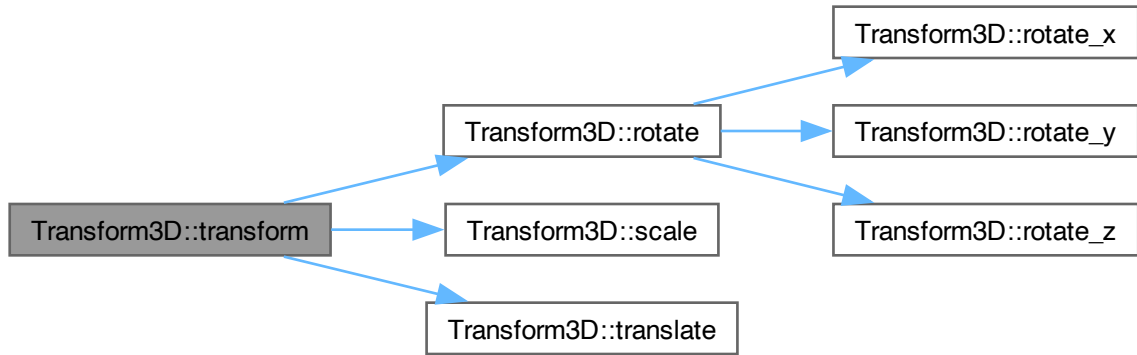 Transform3D::rotate_x
Transform3D::rotate
Transform3D::rotate_y
Transform3D::transform
Transform3D::scale
Transform3D::rotate_z
Transform3D::translate